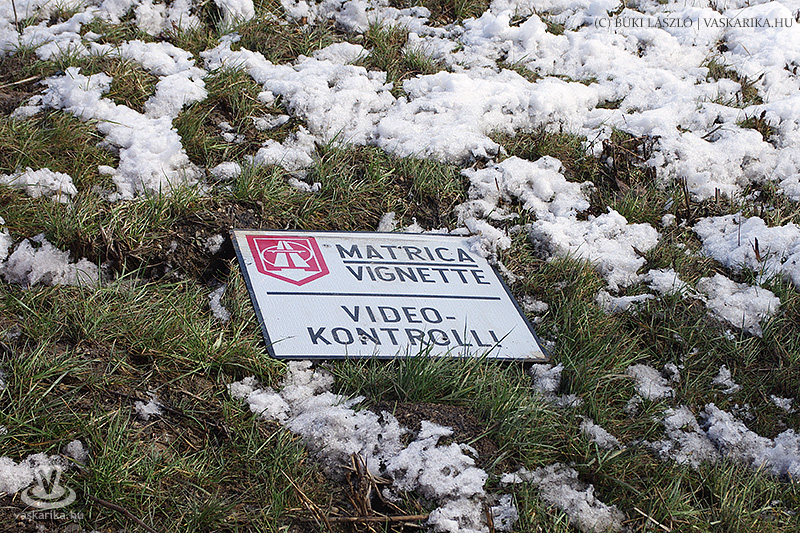 (C) BÜKI LÁSZLÓ | VASKARIKA.HU
MATRICA
VIGNETTE
VIDEO-
KONTROLL!
vaskarika.hu